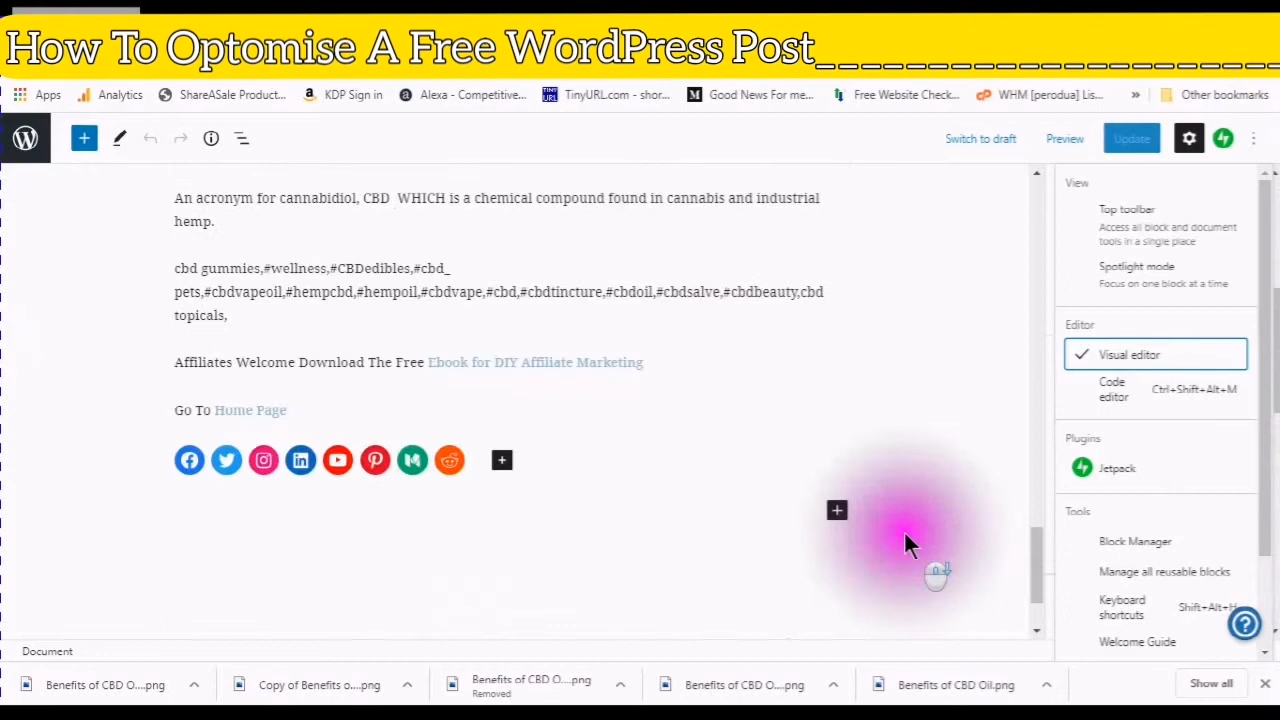 How To Optomise A Free WordPress Post_ _ _ _ _ _ _ _ _ _ _ _ _ _ _ _ _
Apps Analytics ShareASale Product... KDP Sign in Alexa - Competitive... TinyURL.com - shor... Good News For me... Free Website Check... WHM [perodua] Lis... » Other bookmarks
Switch to draft Preview Update
An acronym for cannabidiol, CBD WHICH is a chemical compound found in cannabis and industrial
hemp.
cbd gummies,#wellness,#CBDedibles,#cbd_
pets,#cbdvapeoil,#hempcbd,#hempoil,#cbdvape,#cbd,#cbdtincture,#cbdoil,#cbdsalve,#cbdbeauty,cbd
topicals,
Affiliates Welcome Download The Free Ebook for DIY Affiliate Marketing
Go To Home Page
View
Top toolbar
Access all block and document
tools in a single place
Spotlight mode
Focus on one block at a time
Editor
Visual editor
Code
editor Ctrl+Shift+Alt+M
Plugins
Jetpack
Tools
Block Manager
Manage all reusable blocks
Keyboard
shortcuts Shift+Alt+H
Welcome Guide
Document
Benefits of CBD O....png Copy of Benefits o....png Benefits of CBD O....png Benefits of CBD O....png Benefits of CBD Oil.png Show all
Removed